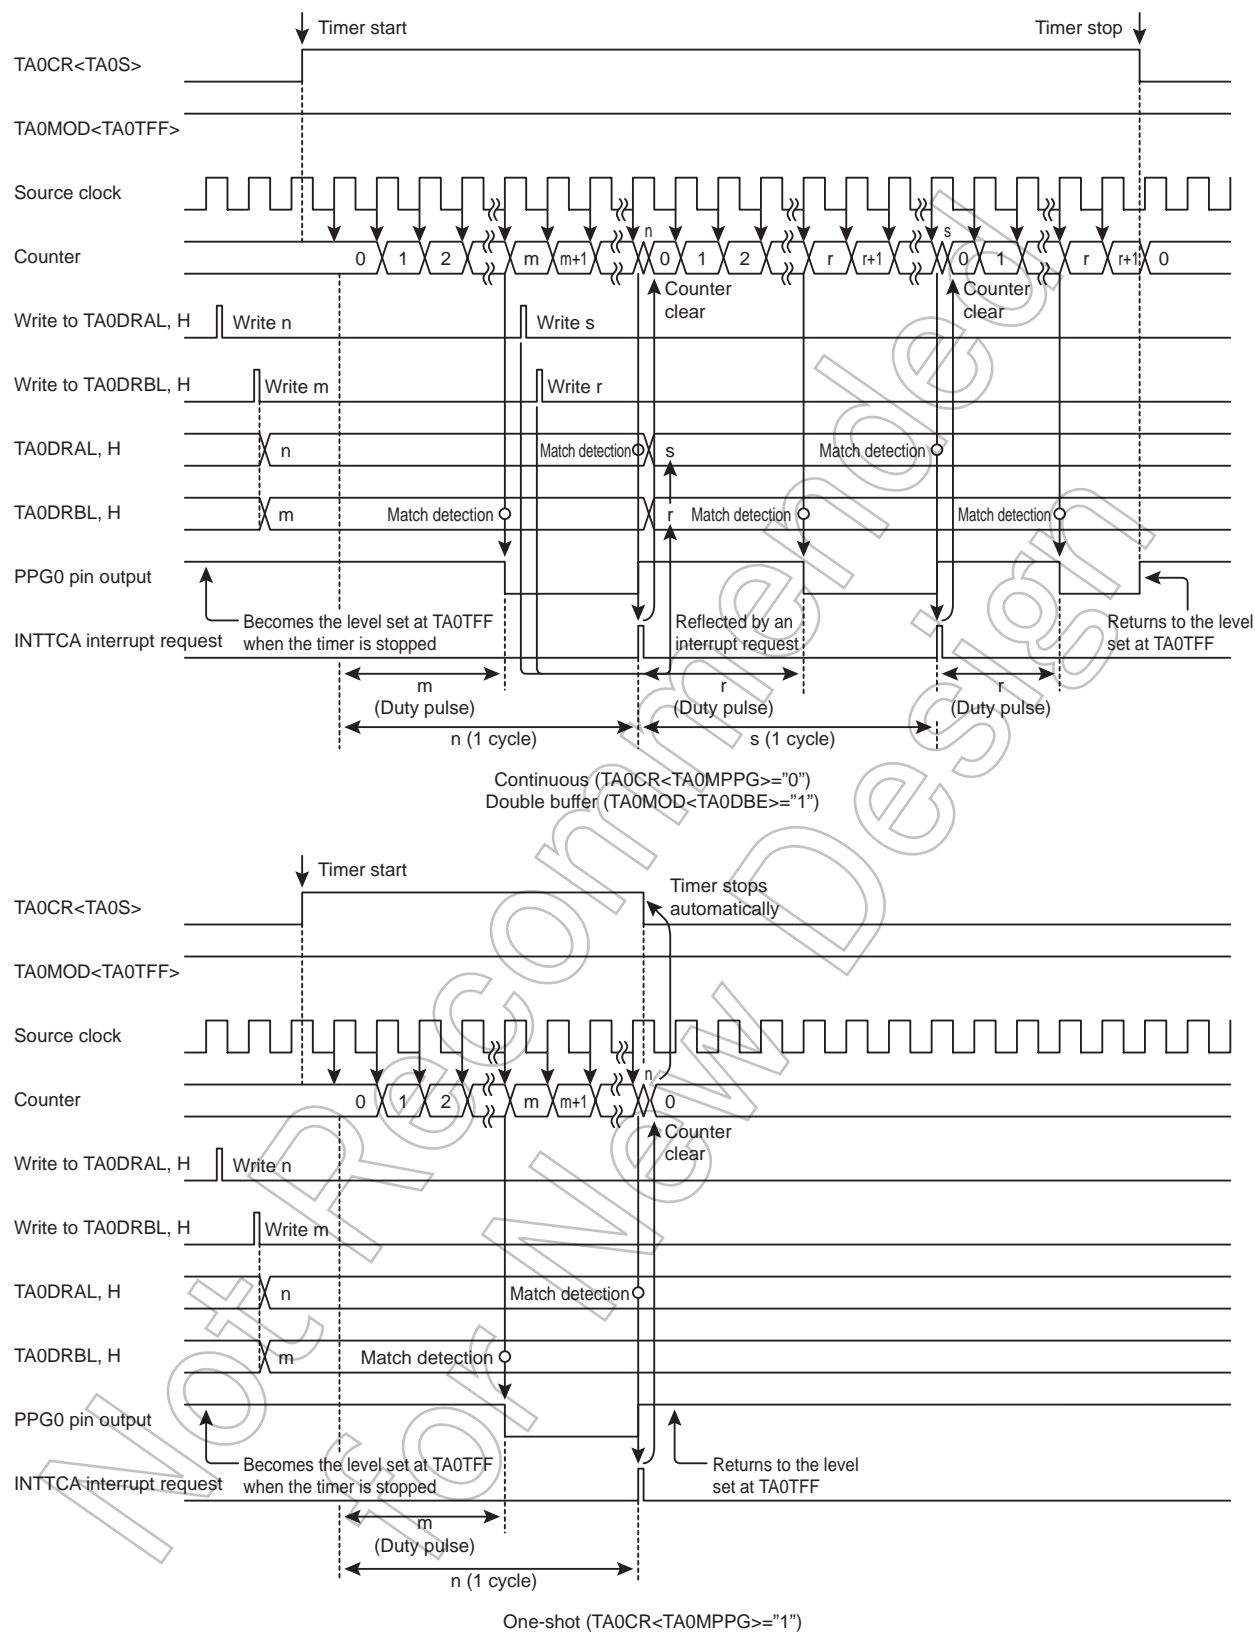 Timer start
Timer stop
TA0CR<TA0S>
TA0MOD<TA0TFF>
Source clock
n
s
Counter
0 1 2 m m+1 0 1 2 r r+1 0 1 r r+1 0
Counter
clear
Counter
clear
Write to TA0DRAL, H
Write n
Write s
Write to TA0DRBL, H
Write m
Write r
TA0DRAL, H
n
Match detection
s
Match detection
TA0DRBL, H
m
Match detection
r
Match detection
Match detection
PPG0 pin output
Becomes the level set at TA0TFF
when the timer is stopped
Reflected by an
interrupt request
Returns to the level
set at TA0TFF
INTTCA interrupt request
m
(Duty pulse)
r
(Duty pulse)
r
(Duty pulse)
n (1 cycle)
s (1 cycle)
Continuous (TA0CR<TA0MPPG>="0")
Double buffer (TA0MOD<TA0DBE>="1")
Timer start
Timer stops
automatically
TA0CR<TA0S>
TA0MOD<TA0TFF>
Source clock
n
Counter
0 1 2 m m+1 0
Counter
clear
Write to TA0DRAL, H
Write n
Write to TA0DRBL, H
Write m
TA0DRAL, H
n
Match detection
TA0DRBL, H
m
Match detection
PPG0 pin output
Becomes the level set at TA0TFF
when the timer is stopped
Returns to the level
set at TA0TFF
INTTCA interrupt request
m
(Duty pulse)
n (1 cycle)
One-shot (TA0CR<TA0MPPG>="1")
Not Recommended
for New Design